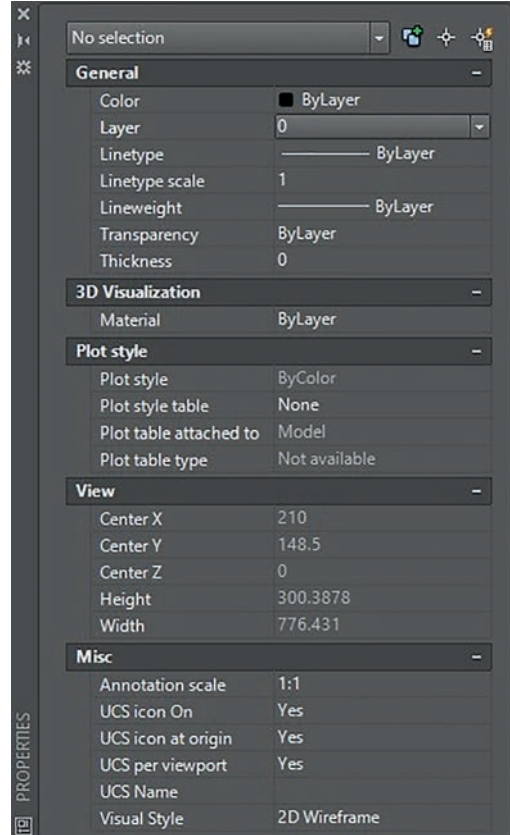 No selection
General
Color ByLayer
Layer 0
Linetype ByLayer
Linetype scale 1
Lineweight ByLayer
Transparency ByLayer
Thickness 0
3D Visualization
Material ByLayer
Plot style
Plot style ByColor
Plot style table None
Plot table attached to Model
Plot table type Not available
View
Center X 210
Center Y 148.5
Center Z 0
Height 300.3878
Width 776.431
Misc
Annotation scale 1:1
UCS icon On Yes
UCS icon at origin Yes
UCS per viewport Yes
UCS Name
Visual Style 2D Wireframe
PROPERTIES